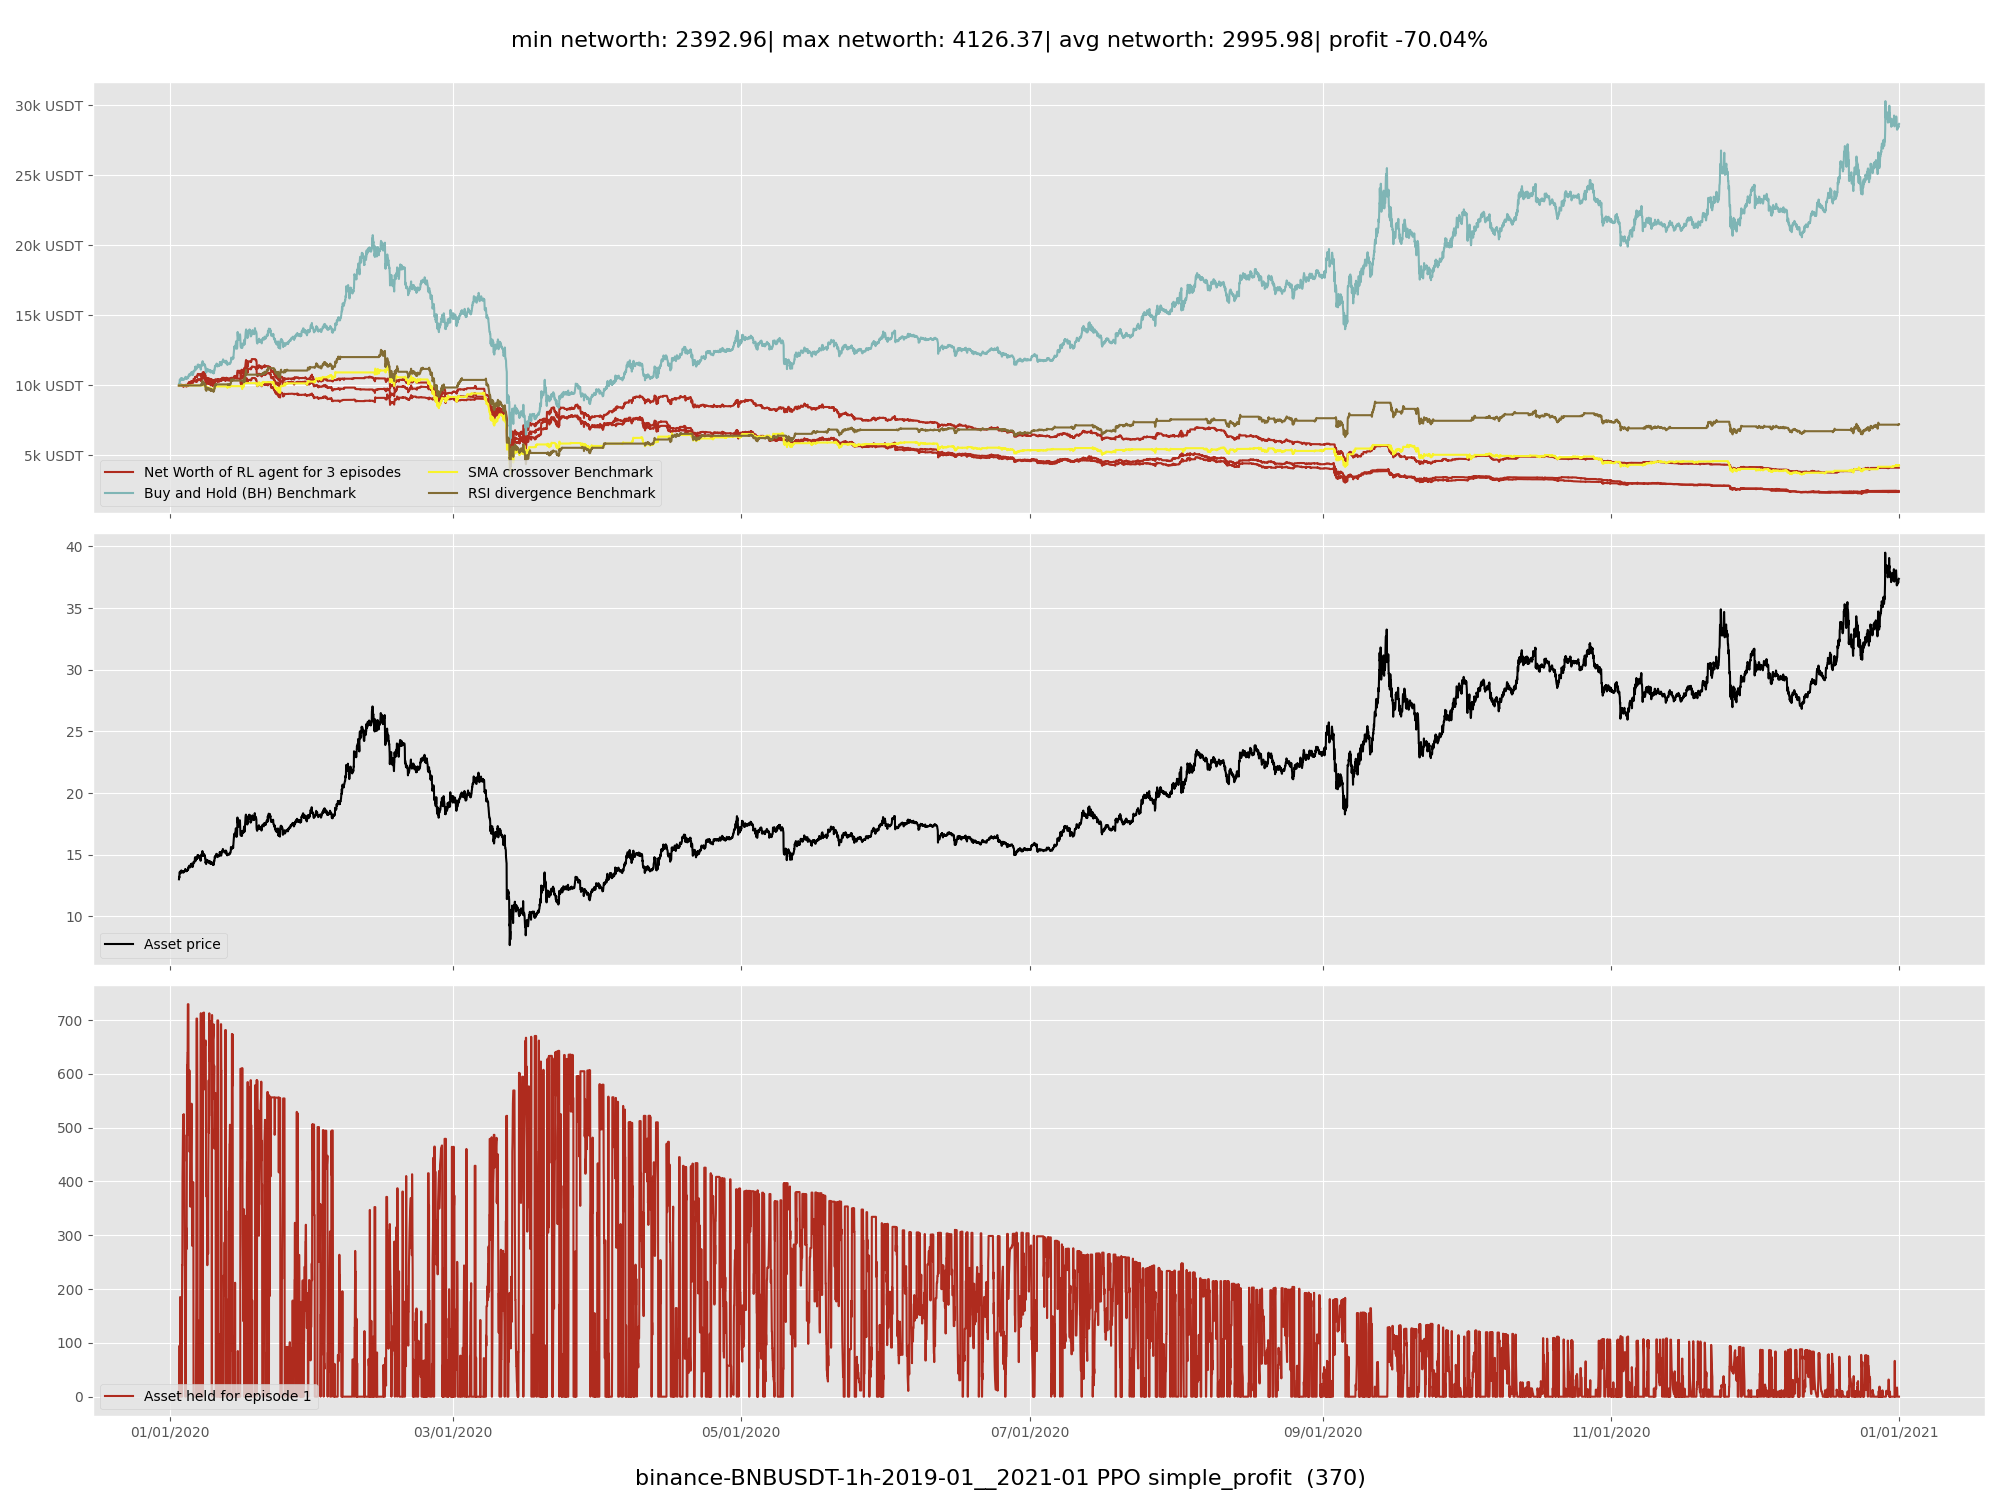 min networth: 2392.96| max networth: 4126.37| avg networth: 2995.98| profit -70.04%
30k USDT
25k USDT
20k USDT
15k USDT
10k USDT
5k USDT
Net Worth of RL agent for 3 episodes
Buy and Hold (BH) Benchmark
SMA crossover Benchmark
RSI divergence Benchmark
40
35
30
25
20
15
10
Asset price
700
600
500
400
300
200
100
0
Asset held for episode 1
01/01/2020 03/01/2020 05/01/2020 07/01/2020 09/01/2020 11/01/2020 01/01/2021
binance-BNBUSDT-1h-2019-01__2021-01 PPO simple_profit  (370)